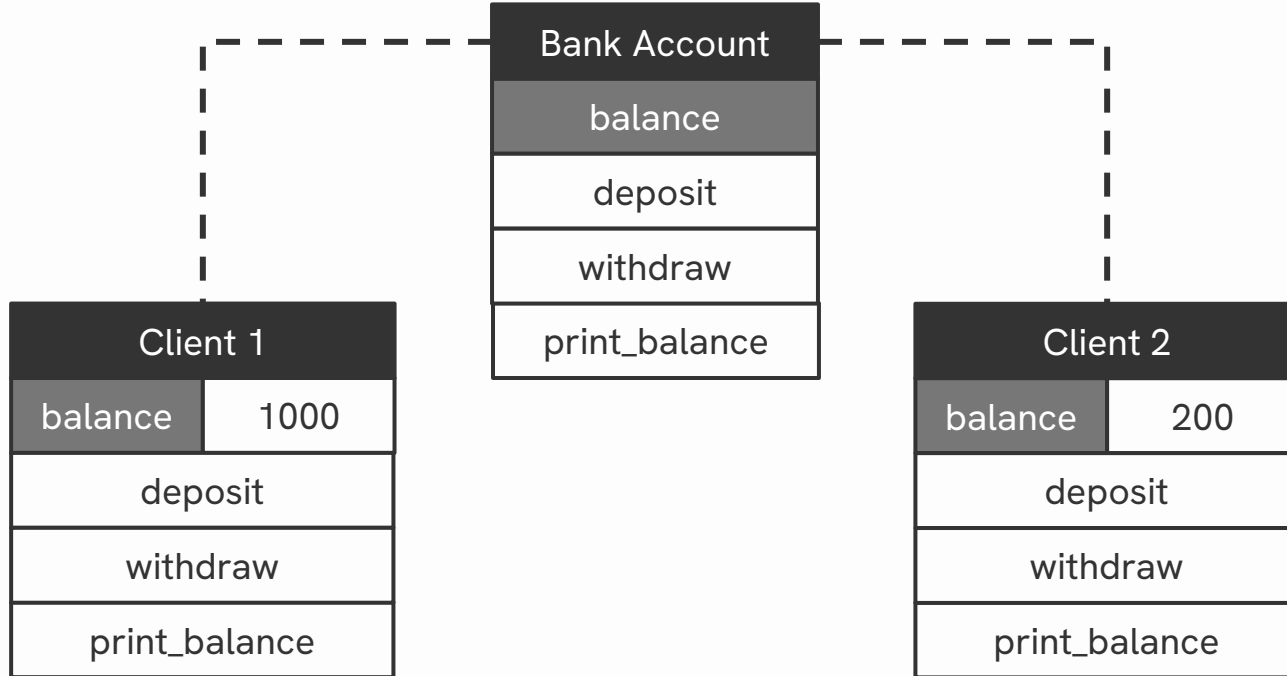 Bank Account
balance
deposit
withdraw
print_balance
Client 1
balance 1000
deposit
withdraw
print_balance
Client 2
balance 200
deposit
withdraw
print_balance